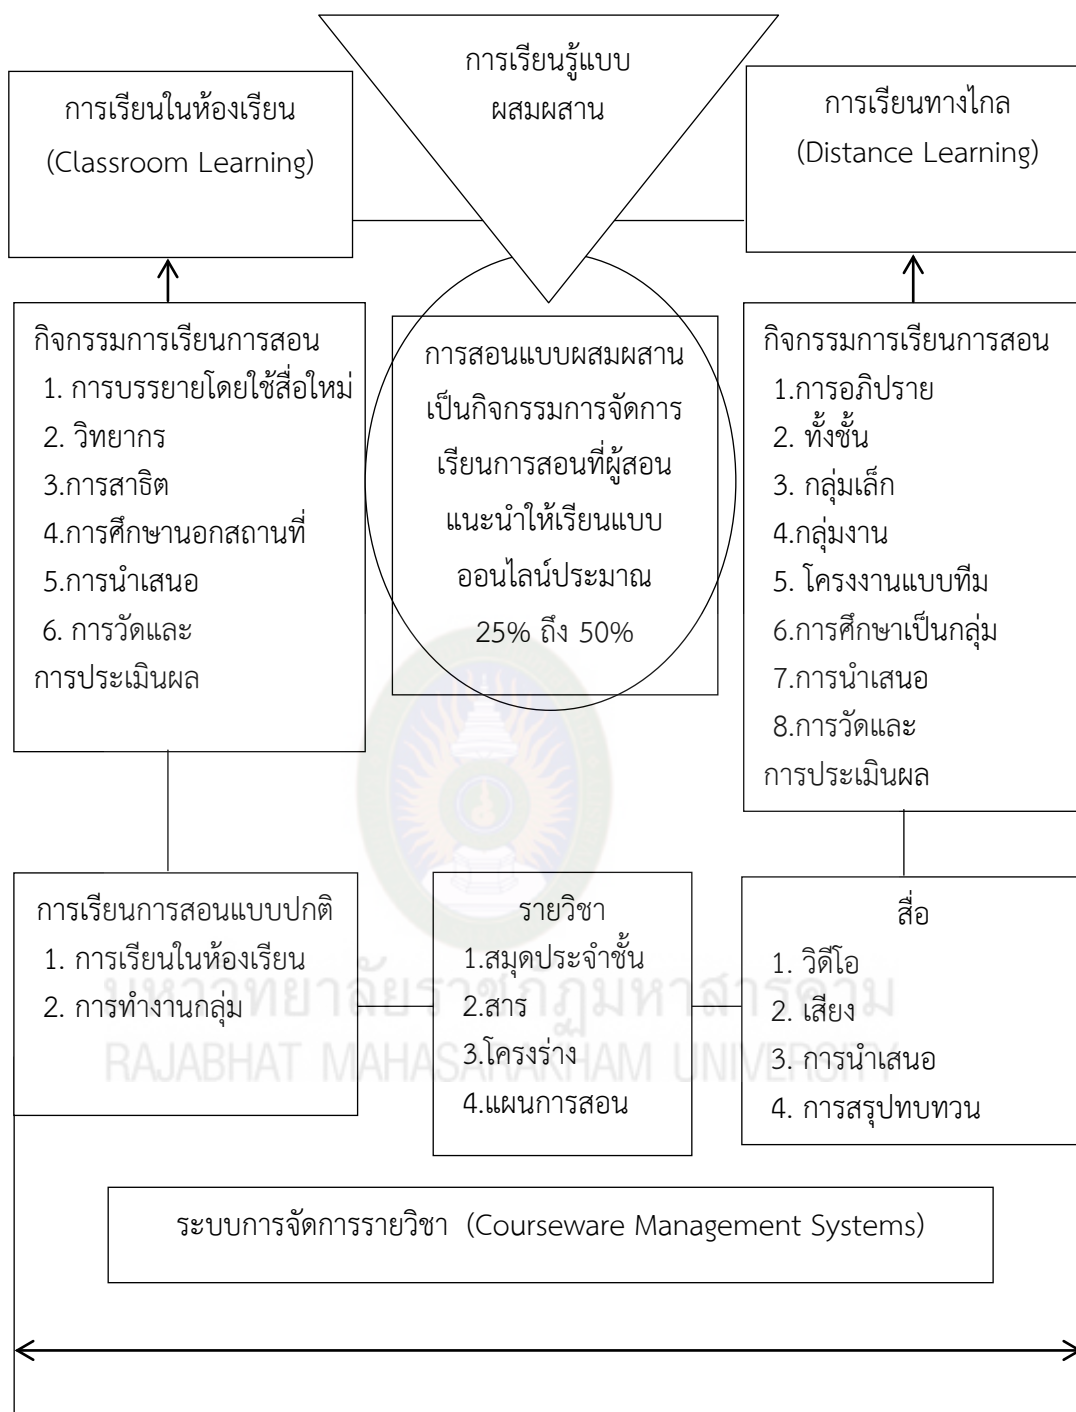 การเรียนรู้แบบ
ผสมผสาน
การเรียนในห้องเรียน
(Classroom Learning)
การเรียนทางไกล
(Distance Learning)
กิจกรรมการเรียนการสอน
1. การบรรยายโดยใช้สื่อใหม่
2. วิทยากร
3.การสาธิต
4.การศึกษานอกสถานที่
5.การนำเสนอ
6. การวัดและ
การประเมินผล
การสอนแบบผสมผสาน
เป็นกิจกรรมการจัดการ
เรียนการสอนที่ผู้สอน
แนะนำให้เรียนแบบ
ออนไลน์ประมาณ
25% ถึง 50%
กิจกรรมการเรียนการสอน
1.การอภิปราย
2. ทั้งชั้น
3. กลุ่มเล็ก
4.กลุ่มงาน
5. โครงงานแบบทีม
6.การศึกษาเป็นกลุ่ม
7.การนำเสนอ
8.การวัดและ
การประเมินผล
การเรียนการสอนแบบปกติ
1. การเรียนในห้องเรียน
2. การทำงานกลุ่ม
รายวิชา
1.สมุดประจำชั้น
2.สาร
3.โครงร่าง
4.แผนการสอน
สื่อ
1. วิดีโอ
2. เสียง
3. การนำเสนอ
4. การสรุปทบทวน
มหาวิทยาลัยราชภัฏมหาสารคาม
RAJABHAT MAHASARAKHAM UNIVERSITY
ระบบการจัดการรายวิชา (Courseware Management Systems)